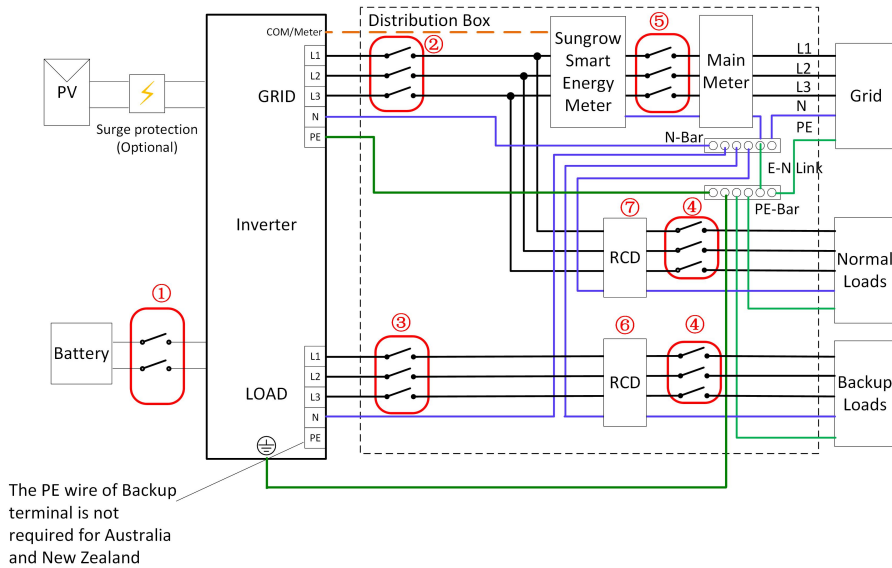 Distribution Box
COM/Meter
②
⑤
L1
L2
L3
N
PE
GRID
Sungrow
Smart
Energy
Meter
Main
Meter
L1
L2
L3
N
PE
Grid
PV
Surge protection
(Optional)
N-Bar
E-N Link
PE-Bar
Inverter
⑦
④
RCD
Normal
Loads
①
Battery
③
⑥
④
L1
L2
L3
N
PE
LOAD
RCD
Backup
Loads
The PE wire of Backup
terminal is not
required for Australia
and New Zealand